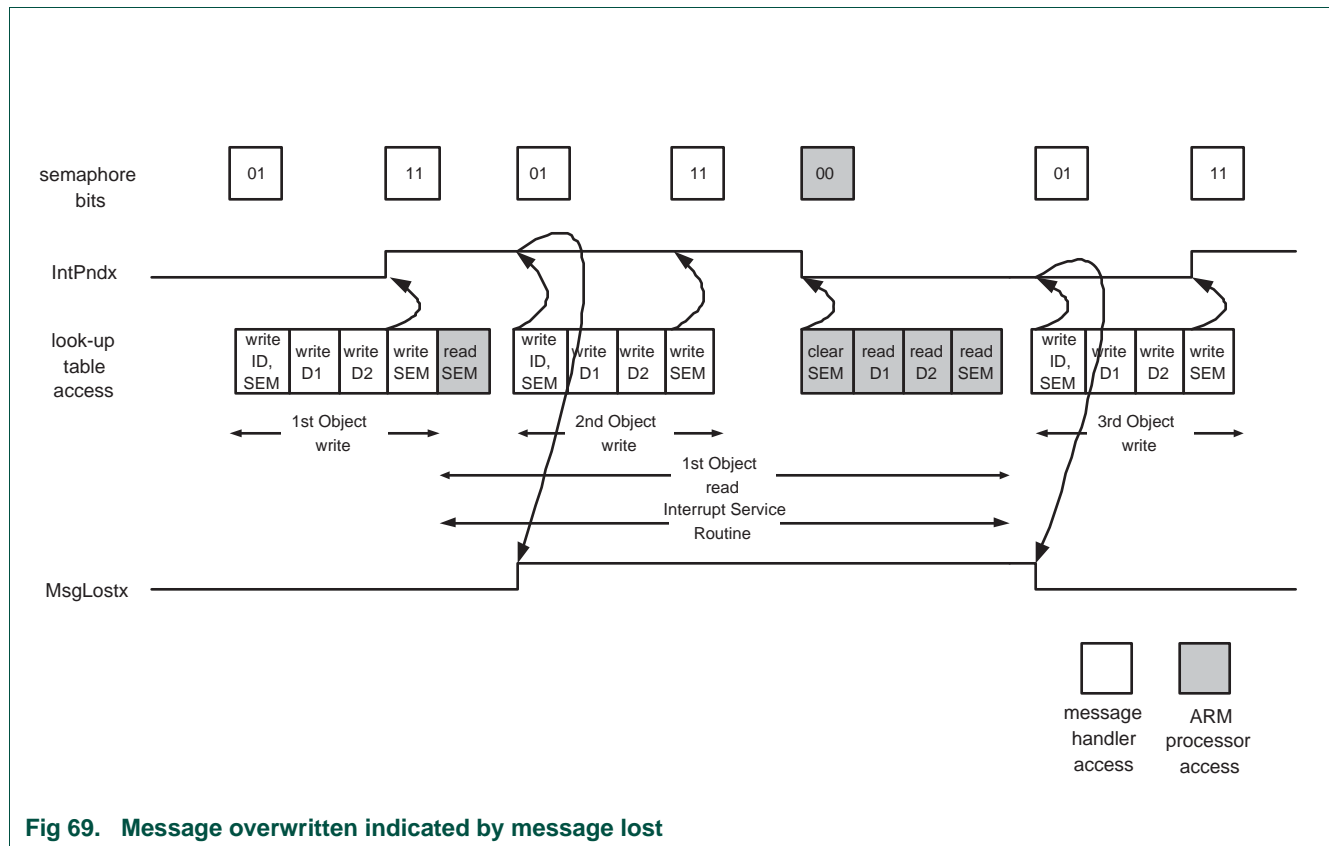 semaphore
bits
01
11
01
11
00
01
11
IntPndx
look-up
table
access
write
ID,
SEM
write
D1
write
D2
write
SEM
read
SEM
write
ID,
SEM
write
D1
write
D2
write
SEM
clear
SEM
read
D1
read
D2
read
SEM
write
ID,
SEM
write
D1
write
D2
write
SEM
1st Object
write
2nd Object
write
3rd Object
write
1st Object
read
Interrupt Service
Routine
MsgLostx
message
handler
access
ARM
processor
access
Fig 69. Message overwritten indicated by message lost